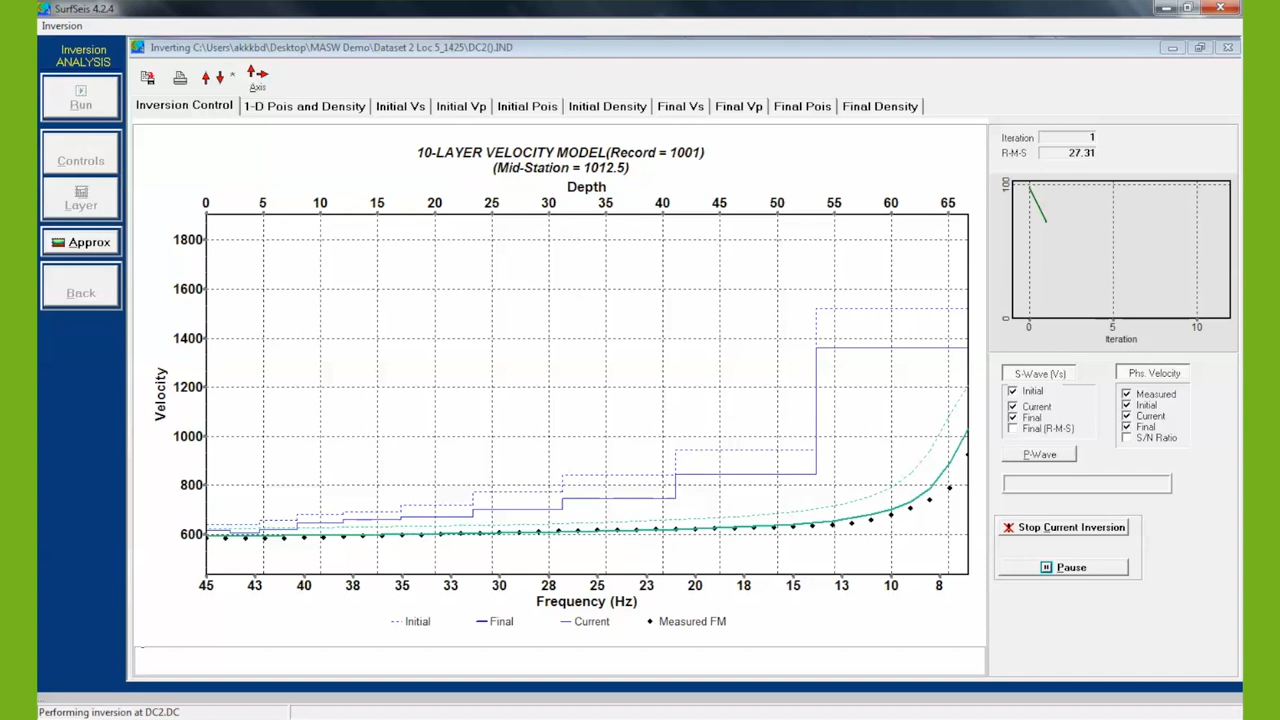 SurfSeis 4.2.4
Inversion
Inversion
ANALYSIS
Run
Controls
Layer
Approx
Back
Inverting C:\Users\akkkbd\Desktop\MASW Demo\Dataset 2 Loc 5_1425\DC2().IND
*
Axis
Inversion Control 1-D Pois and Density Initial Vs Initial Vp Initial Pois Initial Density Final Vs Final Vp Final Pois Final Density
10-LAYER VELOCITY MODEL(Record = 1001)
(Mid-Station = 1012.5)
Depth
0 5 10 15 20 25 30 35 40 45 50 55 60 65
1800
1600
1400
1200
1000
800
600
Velocity
45 43 40 38 35 33 30 28 25 23 20 18 15 13 10 8
Frequency (Hz)
Initial Final Current Measured FM
Iteration 1
R-M-S 27.31
100
0
0 5 10
Iteration
S-Wave (Vs)
Initial
Current
Final
Final (R-M-S)
P-Wave
Phs. Velocity
Measured
Initial
Current
Final
S/N Ratio
Stop Current Inversion
Pause
Performing inversion at DC2.DC